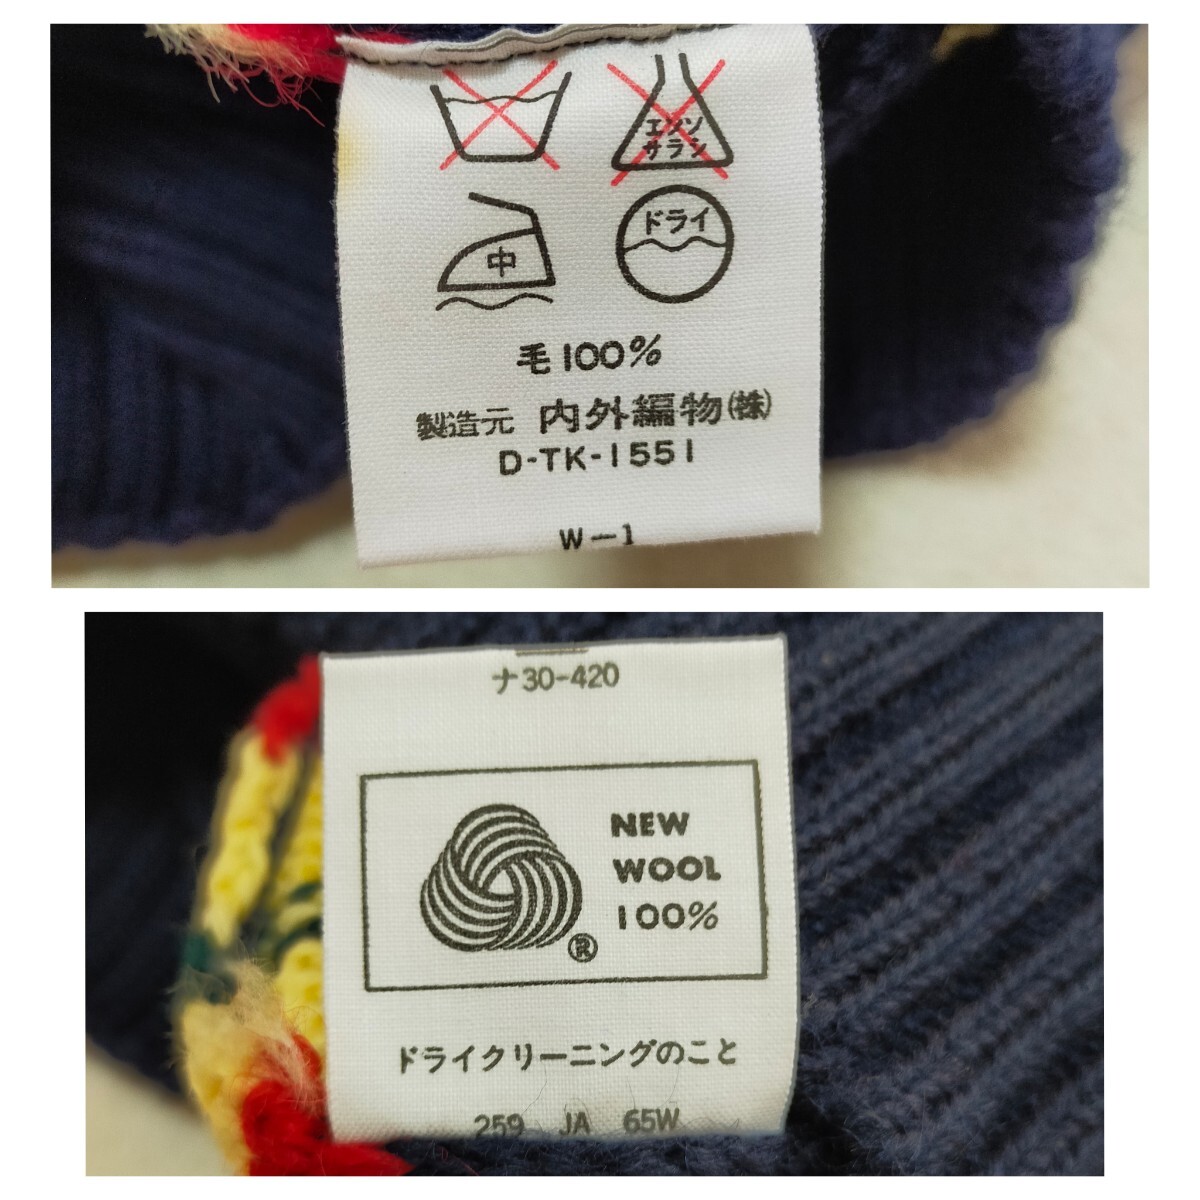 エンソ
サラシ
中
ドライ
毛100%
製造元 内外編物(株)
D-TK-1551
W-1
ナ30-420
NEW
WOOL
100%
®
ドライクリーニングのこと
259 JA 65W